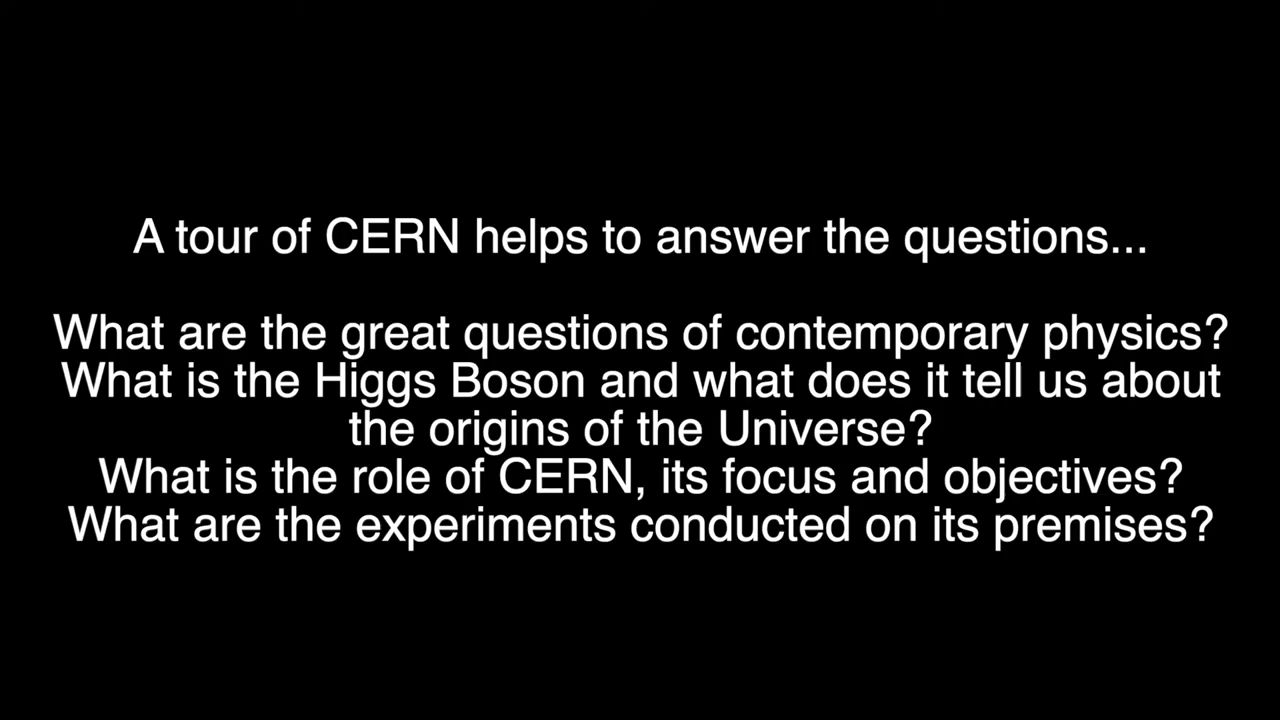 A tour of CERN helps to answer the questions...
What are the great questions of contemporary physics?
What is the Higgs Boson and what does it tell us about
the origins of the Universe?
What is the role of CERN, its focus and objectives?
What are the experiments conducted on its premises?